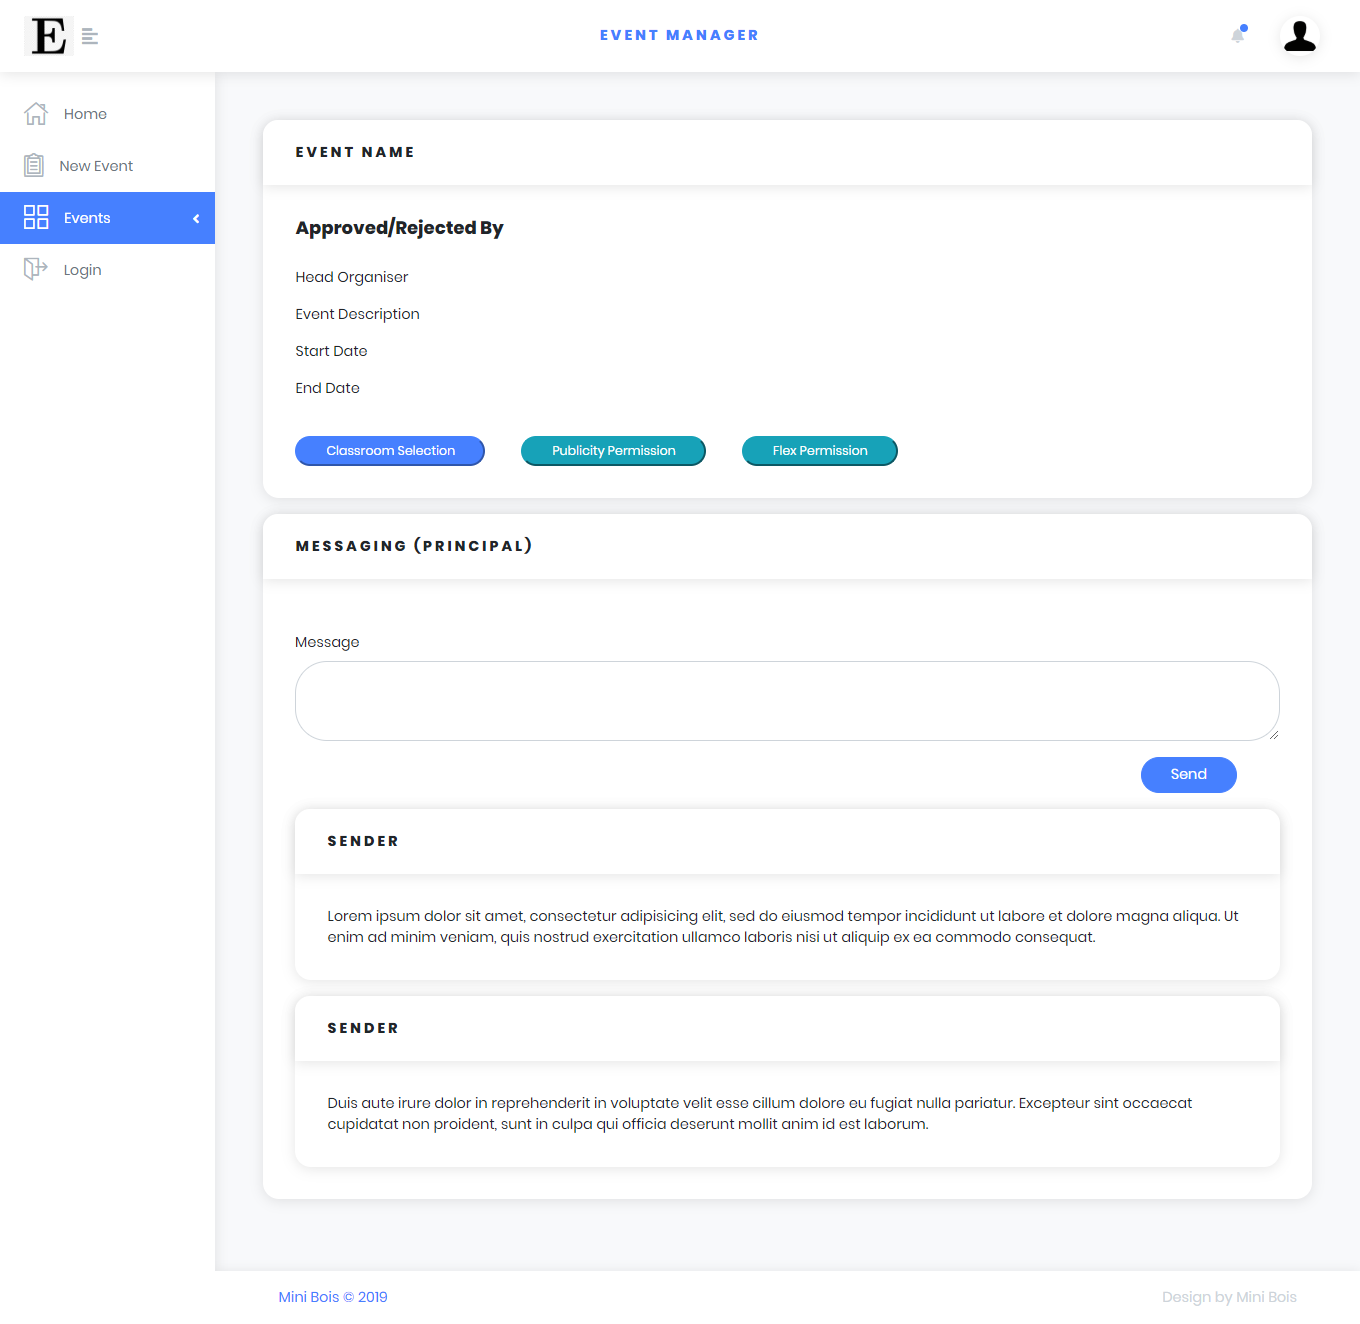 E
EVENT MANAGER
Home
New Event
Events
Login
EVENT NAME
Approved/Rejected By
Head Organiser
Event Description
Start Date
End Date
Classroom Selection
Publicity Permission
Flex Permission
MESSAGING (PRINCIPAL)
Message
Send
SENDER
Lorem ipsum dolor sit amet, consectetur adipisicing elit, sed do eiusmod tempor incididunt ut labore et dolore magna aliqua. Ut
enim ad minim veniam, quis nostrud exercitation ullamco laboris nisi ut aliquip ex ea commodo consequat.
SENDER
Duis aute irure dolor in reprehenderit in voluptate velit esse cillum dolore eu fugiat nulla pariatur. Excepteur sint occaecat
cupidatat non proident, sunt in culpa qui officia deserunt mollit anim id est laborum.
Mini Bois © 2019
Design by Mini Bois